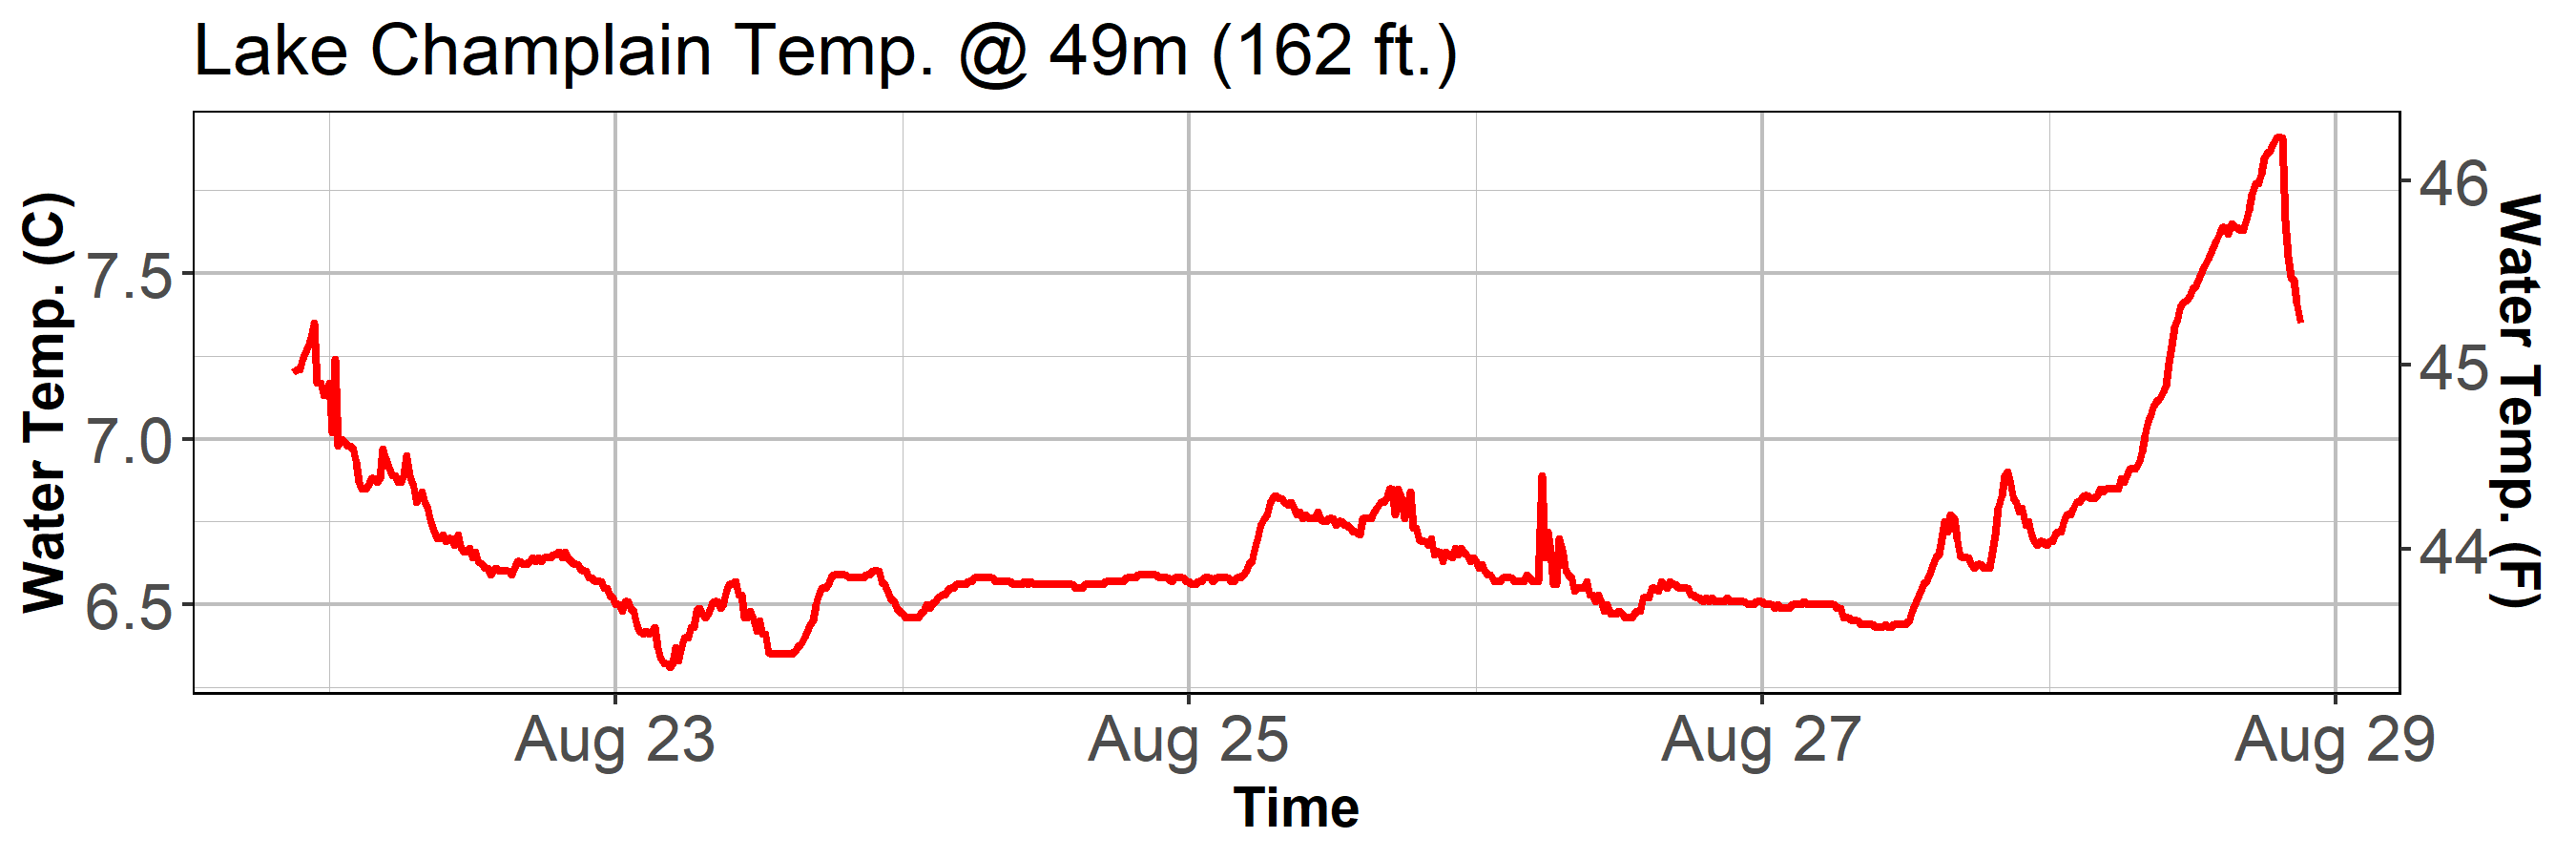 Lake Champlain Temp. @ 49m (162 ft.)
Water Temp. (C)
7.5
7.0
6.5
46
45
44
Water Temp. (F)
Aug 23
Aug 25
Aug 27
Aug 29
Time